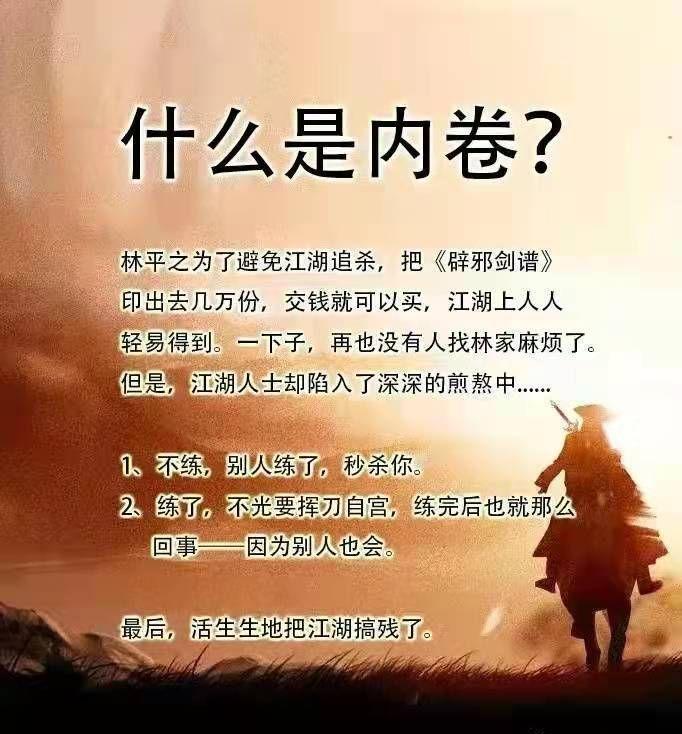 什么是内卷?
林平之为了避免江湖追杀，把《辟邪剑谱》
印出去几万份，交钱就可以买，江湖上人人
轻易得到。一下子，再也没有人找林家麻烦了。
但是，江湖人士却陷入了深深的煎熬中......
1、不练，别人练了，秒杀你。
2、练了，不光要挥刀自宫，练完后也就那么
回事——因为别人也会。
最后，活生生地把江湖搞残了。